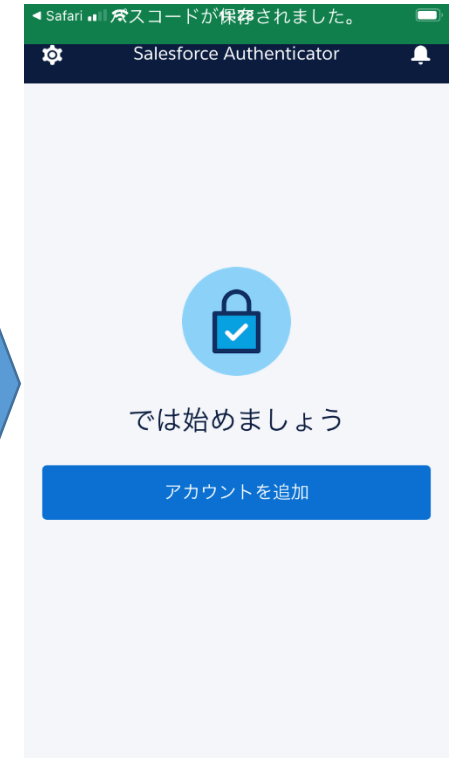 ◀ Safari パスコードが保存されました。
Salesforce Authenticator
では始めましょう
アカウントを追加